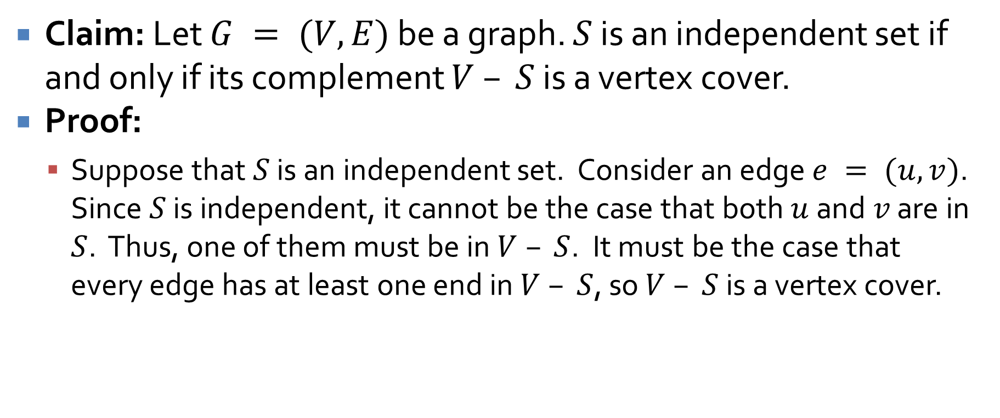 ▪ Claim: Let G = (V, E) be a graph. S is an independent set if
and only if its complement V – S is a vertex cover.
▪ Proof:
▪ Suppose that S is an independent set. Consider an edge e = (u, v).
Since S is independent, it cannot be the case that both u and v are in
S. Thus, one of them must be in V – S. It must be the case that
every edge has at least one end in V – S, so V – S is a vertex cover.